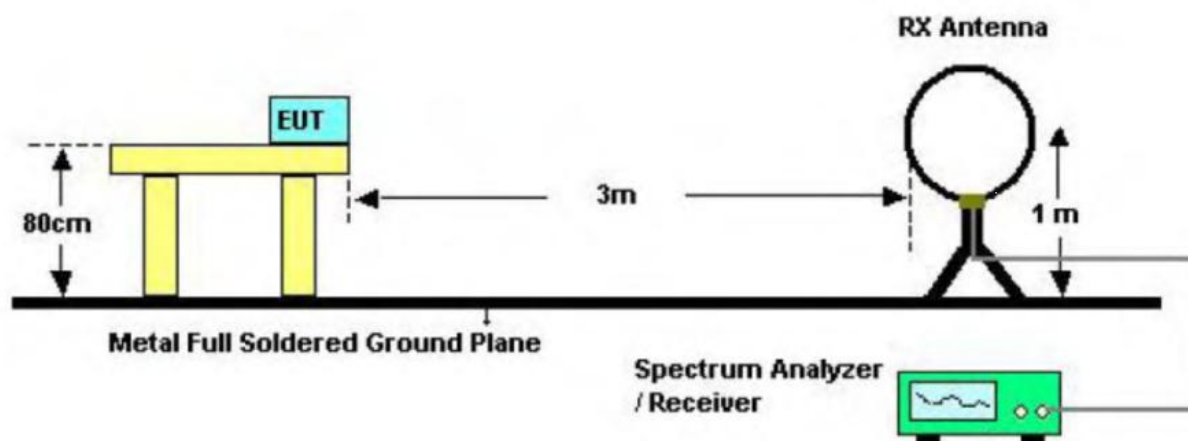 RX Antenna
EUT
80cm
3m
1 m
Metal Full Soldered Ground Plane
Spectrum Analyzer
/ Receiver